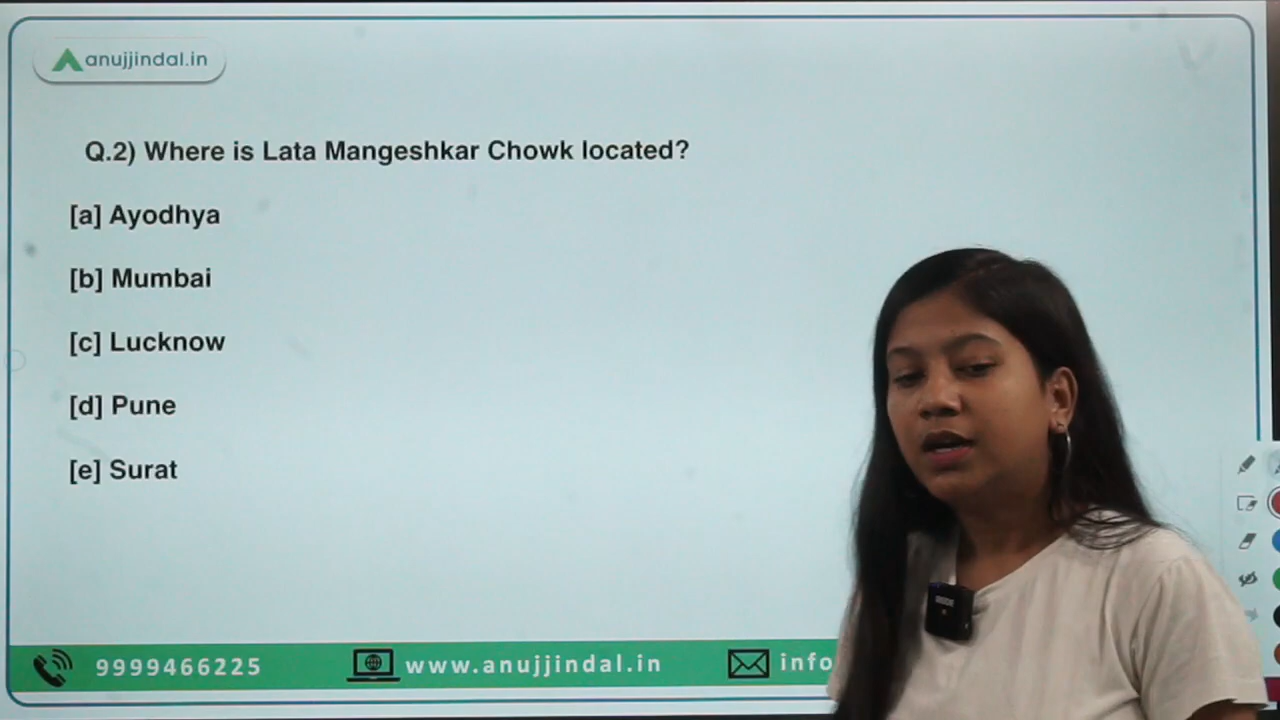 anujjindal.in
Q.2) Where is Lata Mangeshkar Chowk located?
[a] Ayodhya
[b] Mumbai
[c] Lucknow
[d] Pune
[e] Surat
9999466225
www.anujjindal.in
info